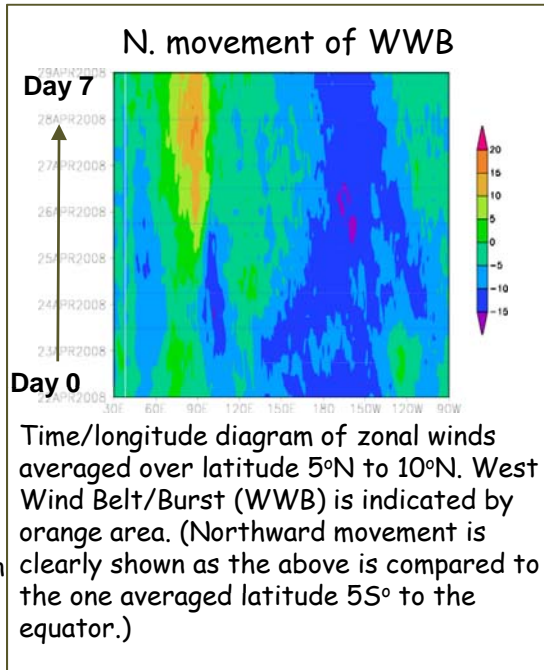 N. movement of WWB
29APR2008
Day 7
28APR2008
27APR2008
26APR2008
25APR2008
24APR2008
23APR2008
Day 0
22APR2008
30E 60E 90E 120E 150E 180 150W 120W 90W
20
15
10
5
0
-5
-10
-15
Time/longitude diagram of zonal winds
averaged over latitude 5ºN to 10ºN. West
Wind Belt/Burst (WWB) is indicated by
orange area. (Northward movement is
clearly shown as the above is compared to
the one averaged latitude 5Sº to the
equator.)